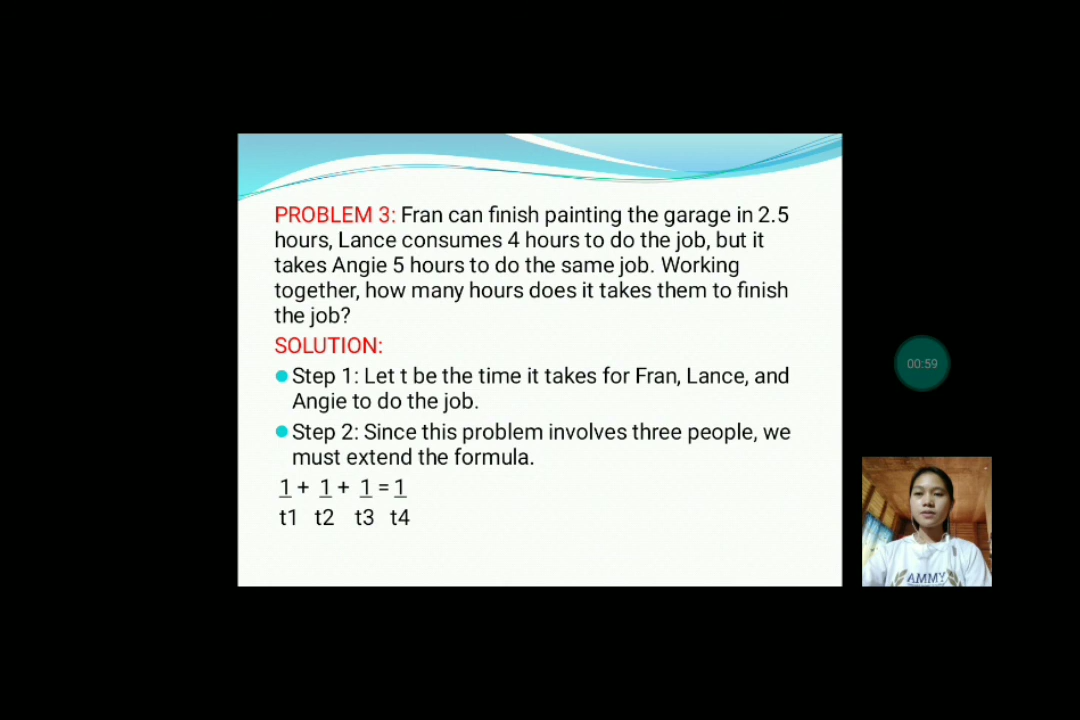 PROBLEM 3: Fran can finish painting the garage in 2.5
hours, Lance consumes 4 hours to do the job, but it
takes Angie 5 hours to do the same job. Working
together, how many hours does it takes them to finish
the job?
SOLUTION:
Step 1: Let t be the time it takes for Fran, Lance, and
Angie to do the job.
Step 2: Since this problem involves three people, we
must extend the formula.
1 + 1 + 1 = 1
t1 t2 t3 t4
00:59
AMMY